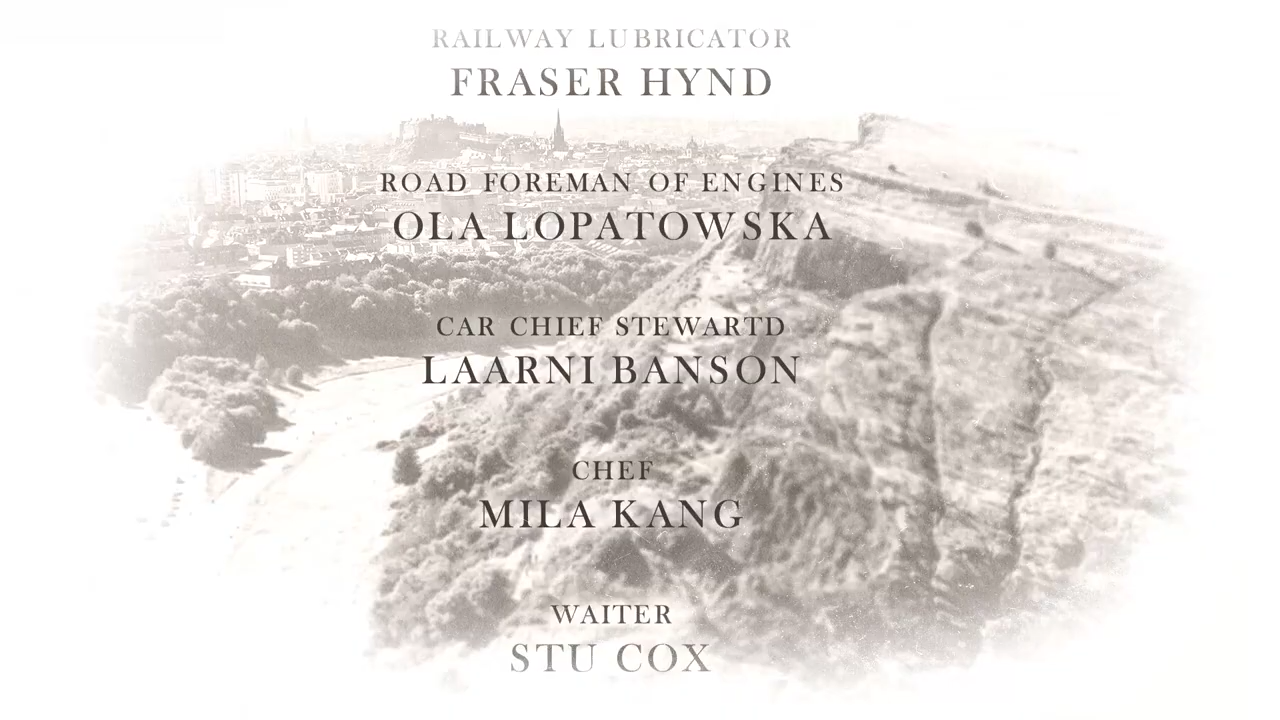 RAILWAY LUBRICATOR
FRASER HYND
ROAD FOREMAN OF ENGINES
OLA LOPATOWSKA
CAR CHIEF STEWARTD
LAARNI BANSON
CHEF
MILA KANG
WAITER
STU COX